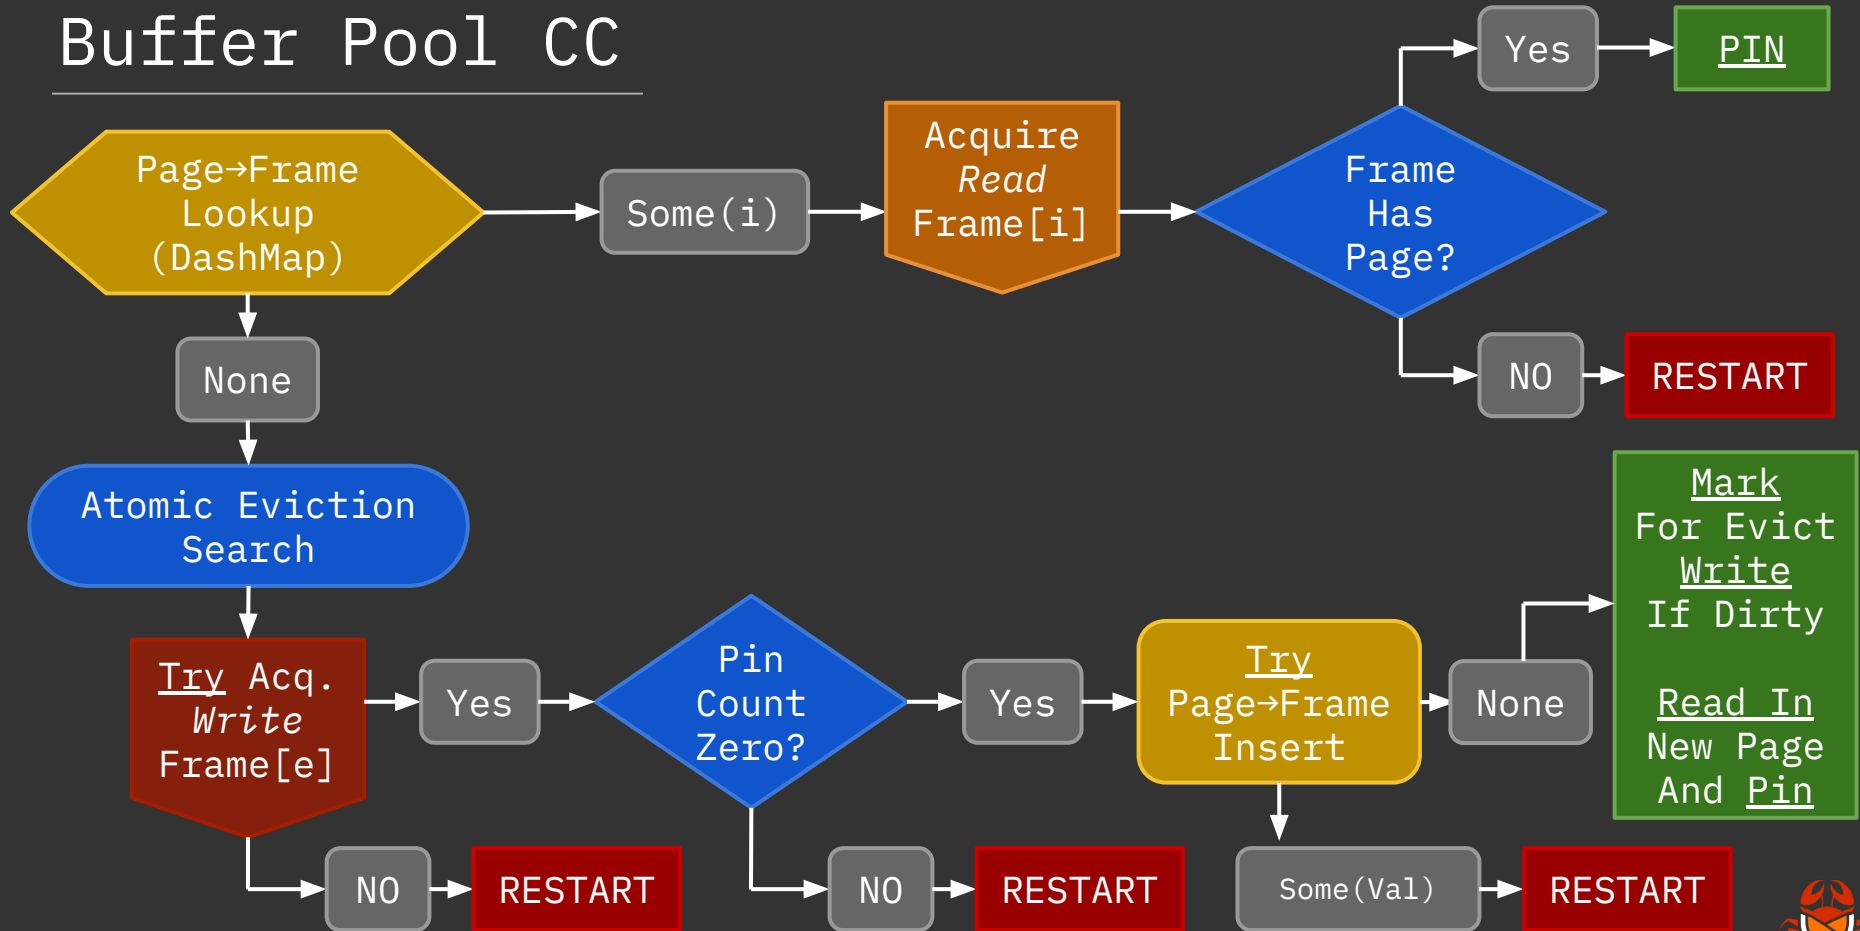 Buffer Pool CC
Page→Frame
Lookup
(DashMap)
Some(i)
Acquire
Read
Frame[i]
Frame
Has
Page?
Yes
PIN
NO
RESTART
None
Atomic Eviction
Search
Try Acq.
Write
Frame[e]
Yes
Pin
Count
Zero?
Yes
Try
Page→Frame
Insert
None
Mark
For Evict
Write
If Dirty
Read In
New Page
And Pin
NO
RESTART
NO
RESTART
Some(Val)
RESTART